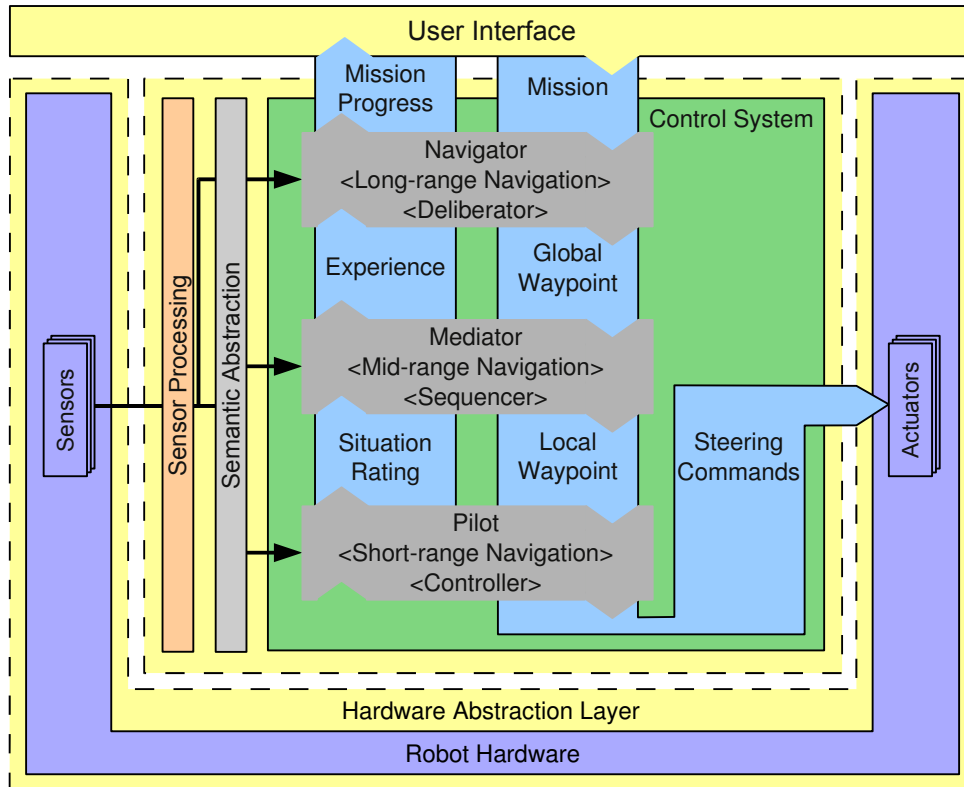 User Interface
Mission
Progress
Mission
Control System
Navigator
<Long-range Navigation>
<Deliberator>
Experience
Global
Waypoint
Mediator
<Mid-range Navigation>
<Sequencer>
Situation
Rating
Local
Waypoint
Steering
Commands
Pilot
<Short-range Navigation>
<Controller>
Sensors
Sensor Processing
Semantic Abstraction
Actuators
Hardware Abstraction Layer
Robot Hardware